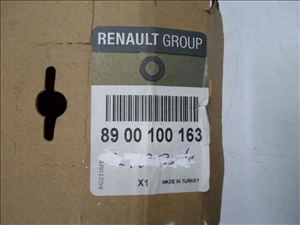 RENAULT GROUP
89 00 100 163
X1 MADE IN TURKEY